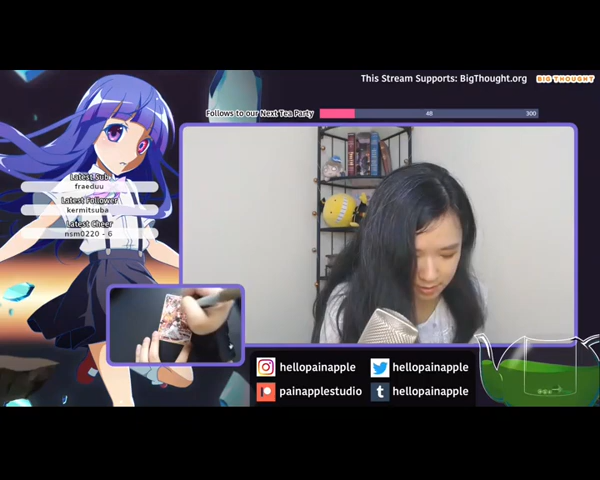 This Stream Supports: BigThought.org
BIG THOUGHT
Follows to our Next Tea Party
48
300
Latest Sub
fraeduu
Latest Follower
kermitsuba
Latest Cheer
nsm0220 - 6
hellopainapple
hellopainapple
painapplestudio
hellopainapple